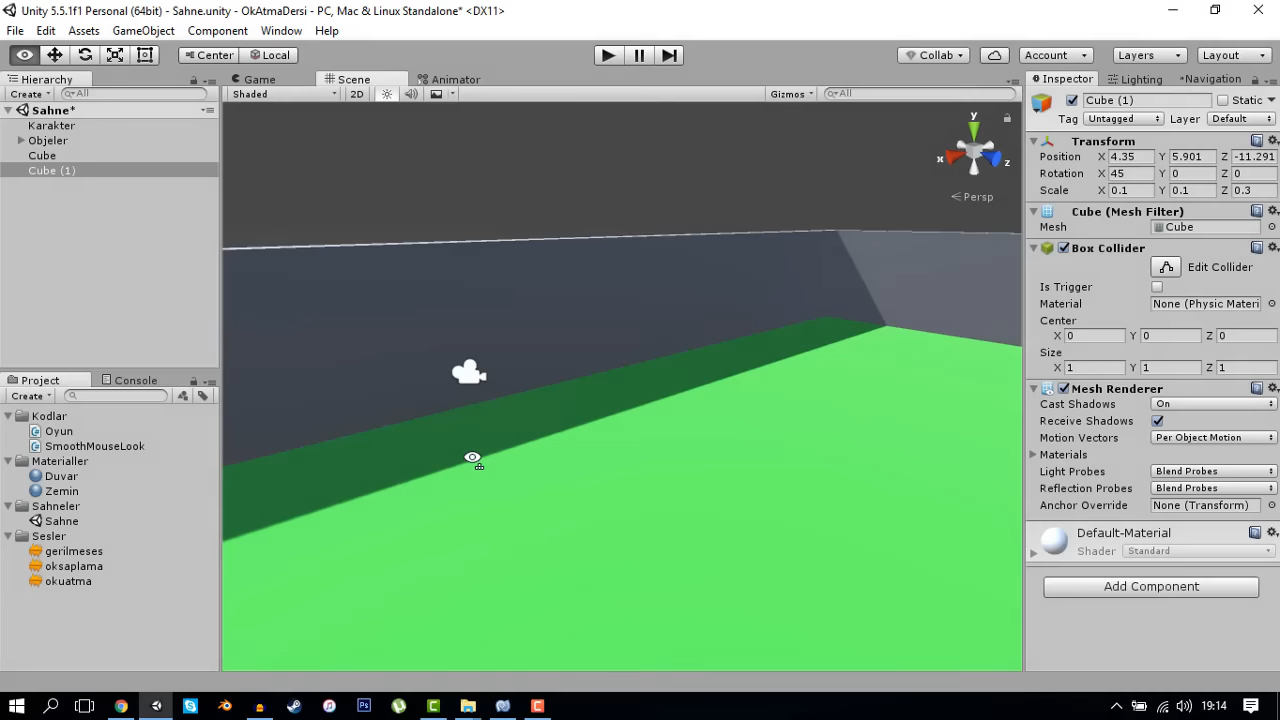 Unity 5.5.1f1 Personal (64bit) - Sahne.unity - OkAtmaDersi - PC, Mac & Linux Standalone* <DX11>
File Edit Assets GameObject Component Window Help
Center Local Collab Account Layers Layout
Hierarchy
Create All
Sahne*
Karakter
Objeler
Cube
Cube (1)
Project Console
Create
Kodlar
Oyun
SmoothMouseLook
Materialler
Duvar
Zemin
Sahneler
Sahne
Sesler
gerilmeses
oksaplama
okuatma
Game Scene Animator
Shaded 2D Gizmos All
y
x z
Persp
Inspector Lighting Navigation
Cube (1) Static
Tag Untagged Layer Default
Transform
Position X 4.35 Y 5.901 Z -11.291
Rotation X 45 Y 0 Z 0
Scale X 0.1 Y 0.1 Z 0.3
Cube (Mesh Filter)
Mesh Cube
Box Collider
Edit Collider
Is Trigger
Material None (Physic Materi
Center
X 0 Y 0 Z 0
Size
X 1 Y 1 Z 1
Mesh Renderer
Cast Shadows On
Receive Shadows
Motion Vectors Per Object Motion
Materials
Light Probes Blend Probes
Reflection Probes Blend Probes
Anchor Override None (Transform)
Default-Material
Shader Standard
Add Component
19:14